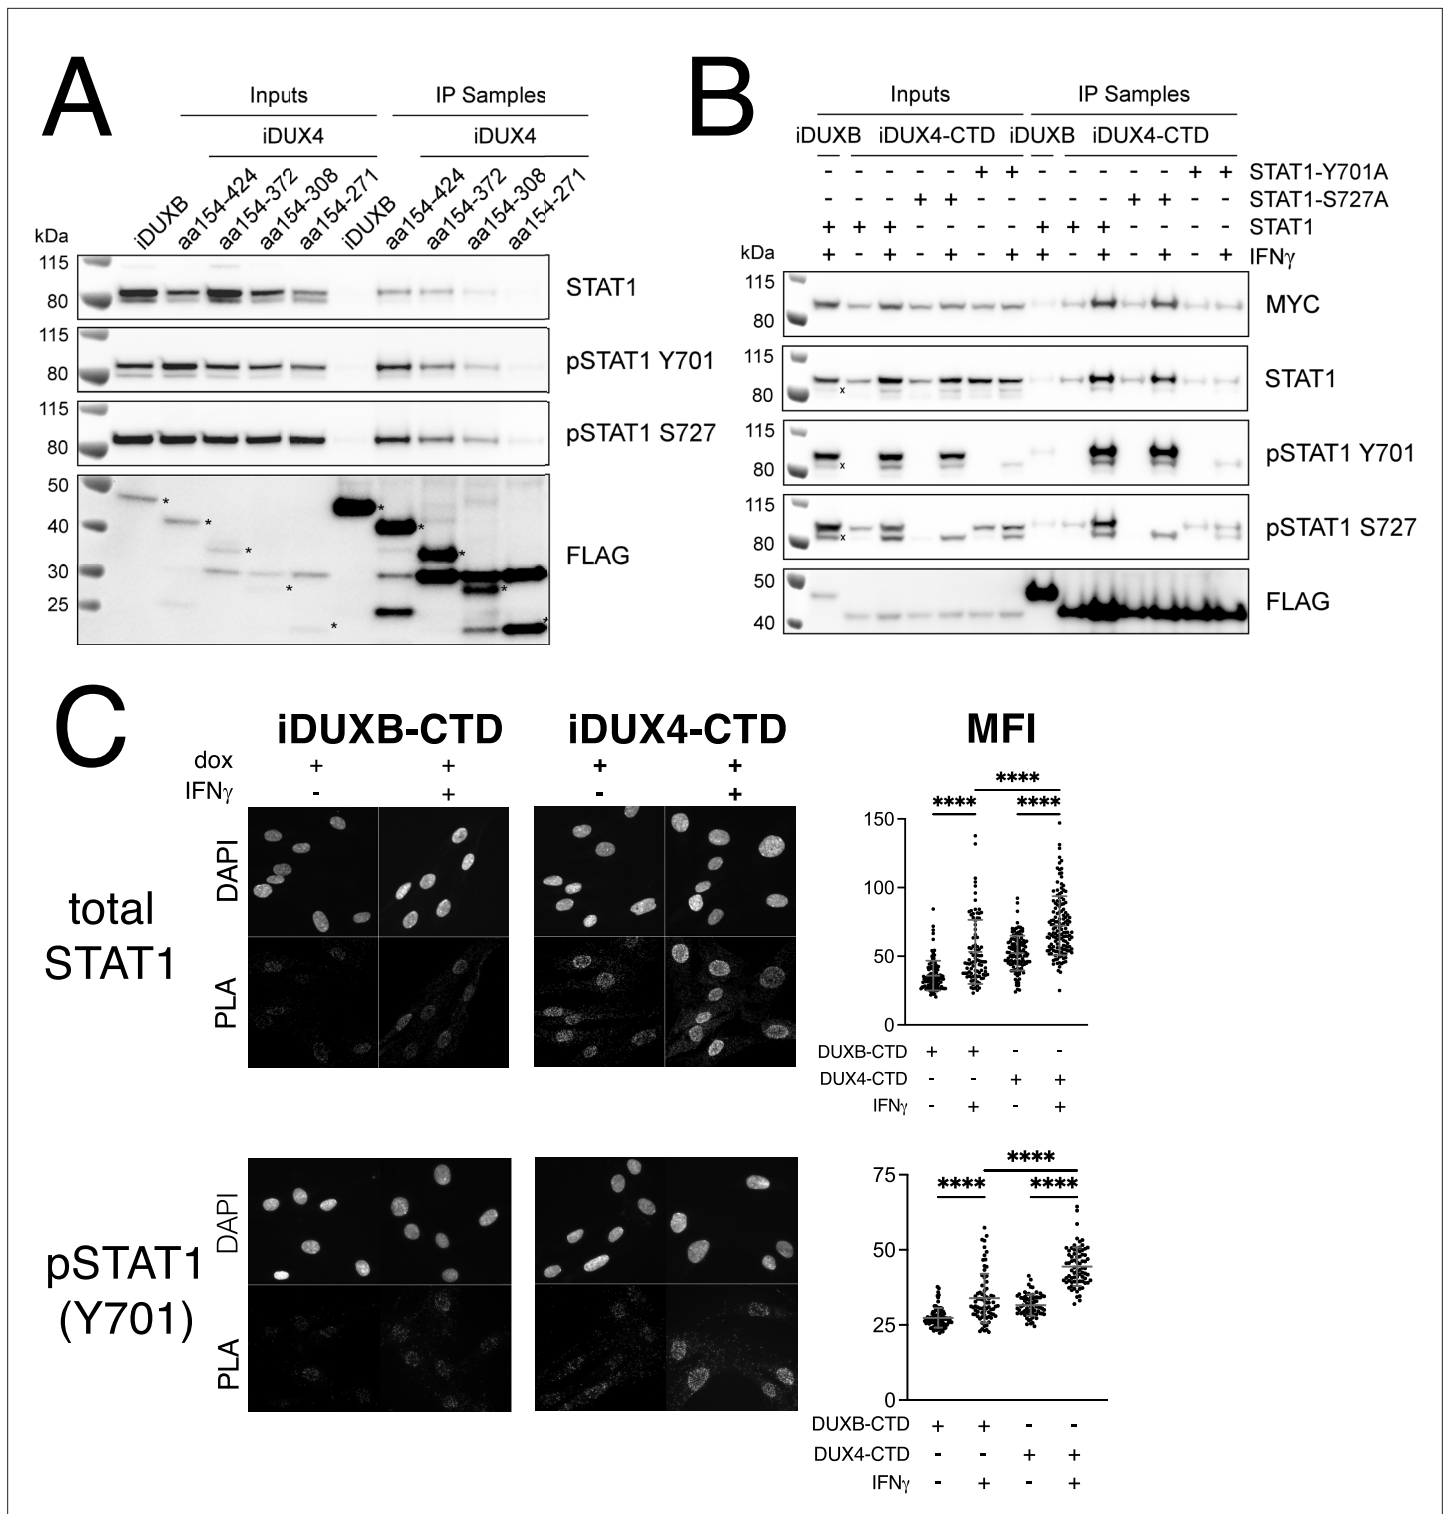 A
Inputs
IP Samples
iDUX4
iDUX4
iDUXB
aa154-424
aa154-372
aa154-308
aa154-271
iDUXB
aa154-424
aa154-372
aa154-308
aa154-271
kDa
115
80
STAT1
115
80
pSTAT1 Y701
115
80
pSTAT1 S727
50
40
30
25
* * * * * * * * * *
FLAG
B
Inputs
IP Samples
iDUXB iDUX4-CTD iDUXB iDUX4-CTD
- - - - - + + - - - - - + + STAT1-Y701A
- - - + + - - - - - + + - - STAT1-S727A
+ + + - - - - + + + - - - - STAT1
kDa
+ - + - + - + + - + - + - + IFNγ
115
80
MYC
115
80
x
STAT1
115
80
x
pSTAT1 Y701
115
80
x
pSTAT1 S727
50
40
FLAG
C
iDUXB-CTD iDUX4-CTD MFI
dox + + + +
IFNγ - + - +
total
STAT1
DAPI
PLA
****
**** ****
150
100
50
0
DUXB-CTD + + - -
DUX4-CTD - - + +
IFNγ - + - +
pSTAT1
(Y701)
DAPI
PLA
****
**** ****
75
50
25
0
DUXB-CTD + + - -
DUX4-CTD - - + +
IFNγ - + - +